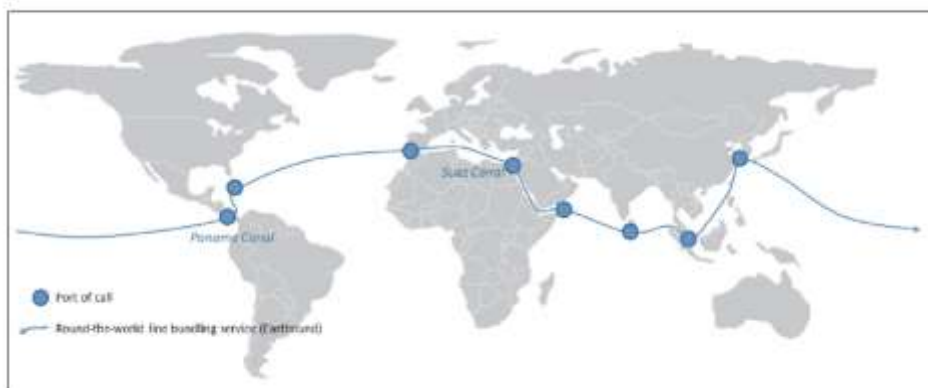 Suez Canal
Panama Canal
Port of call
Round-the-world line bundling service (Eastbound)